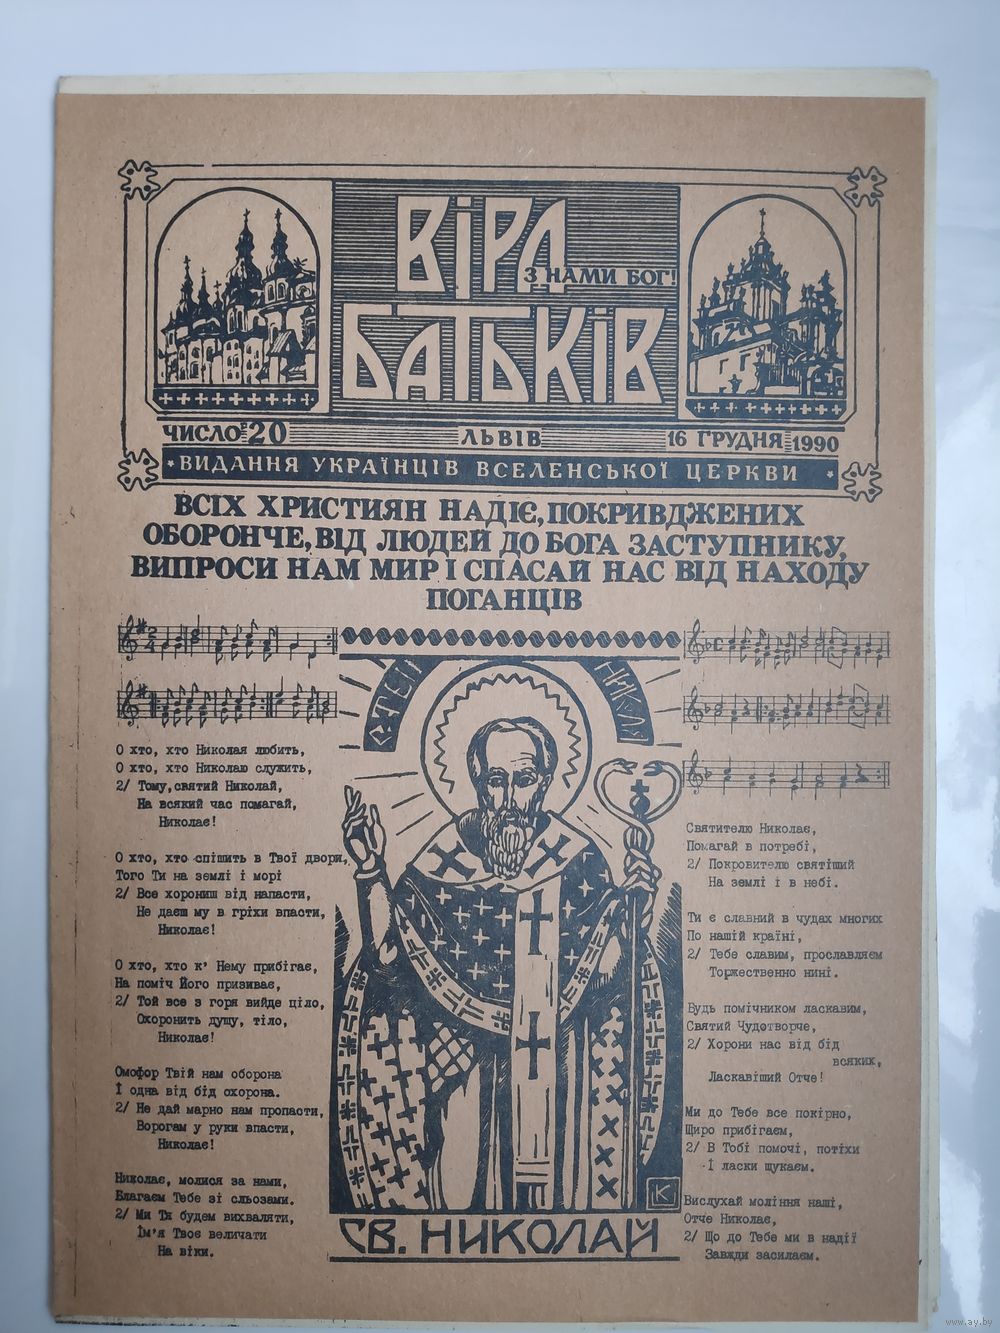 ВІРА
З НАМИ БОГ!
БАТЬКІВ
ЧИСЛО № 20
ЛЬВІВ
16 ГРУДНЯ 1990
ВИДАННЯ УКРАЇНЦІВ ВСЕЛЕНСЬКОЇ ЦЕРКВИ
ВСІХ ХРИСТИЯН НАДІЄ, ПОКРИВДЖЕНИХ
ОБОРОНЧЕ, ВІД ЛЮДЕЙ ДО БОГА ЗАСТУПНИКУ,
ВИПРОСИ НАМ МИР І СПАСАЙ НАС ВІД НАХОДУ
ПОГАНЦІВ
О хто, хто Николая любить,
О хто, хто Николаю служить,
2/ Тому, святий Николай,
На всякий час помагай,
Николає!
О хто, хто спішить в Твої двори,
Того Ти на землі і морі
2/ Все хорониш від напасти,
Не даєш му в гріхи впасти,
Николає!
О хто, хто к' Нему прибігає,
На поміч Його призиває,
2/ Той все з горя вийде ціло,
Охоронить душу, тіло,
Николає!
Омофор Твій нам оборона
І одна від бід охорона.
2/ Не дай марно нам пропасти,
Ворогам у руки впасти,
Николає!
Николає, молися за нами,
Благаєм Тебе зі сльозами.
2/ Ми Тя будем вихваляти,
Ім'я Твоє величати
На віки.
С҃ТЕЙ НИКОЛА
ІК
СВ. НИКОЛАЙ
Святителю Николає,
Помагай в потребі,
2/ Покровителю святіший
На землі і в небі.
Ти є славний в чудах многих
По нашій країні,
2/ Тебе славим, прославляєм
Торжественно нині.
Будь помічником ласкавим,
Святий Чудотворче,
2/ Хорони нас від бід
всяких,
Ласкавіший Отче!
Ми до Тебе все покірно,
Щиро прибігаєм,
2/ В Тобі помочі, потіхи
І ласки щукаєм.
Вислухай моління наші,
Отче Николає,
2/ Що до Тебе ми в надії
Завжди засилаєм.
www.ay.by